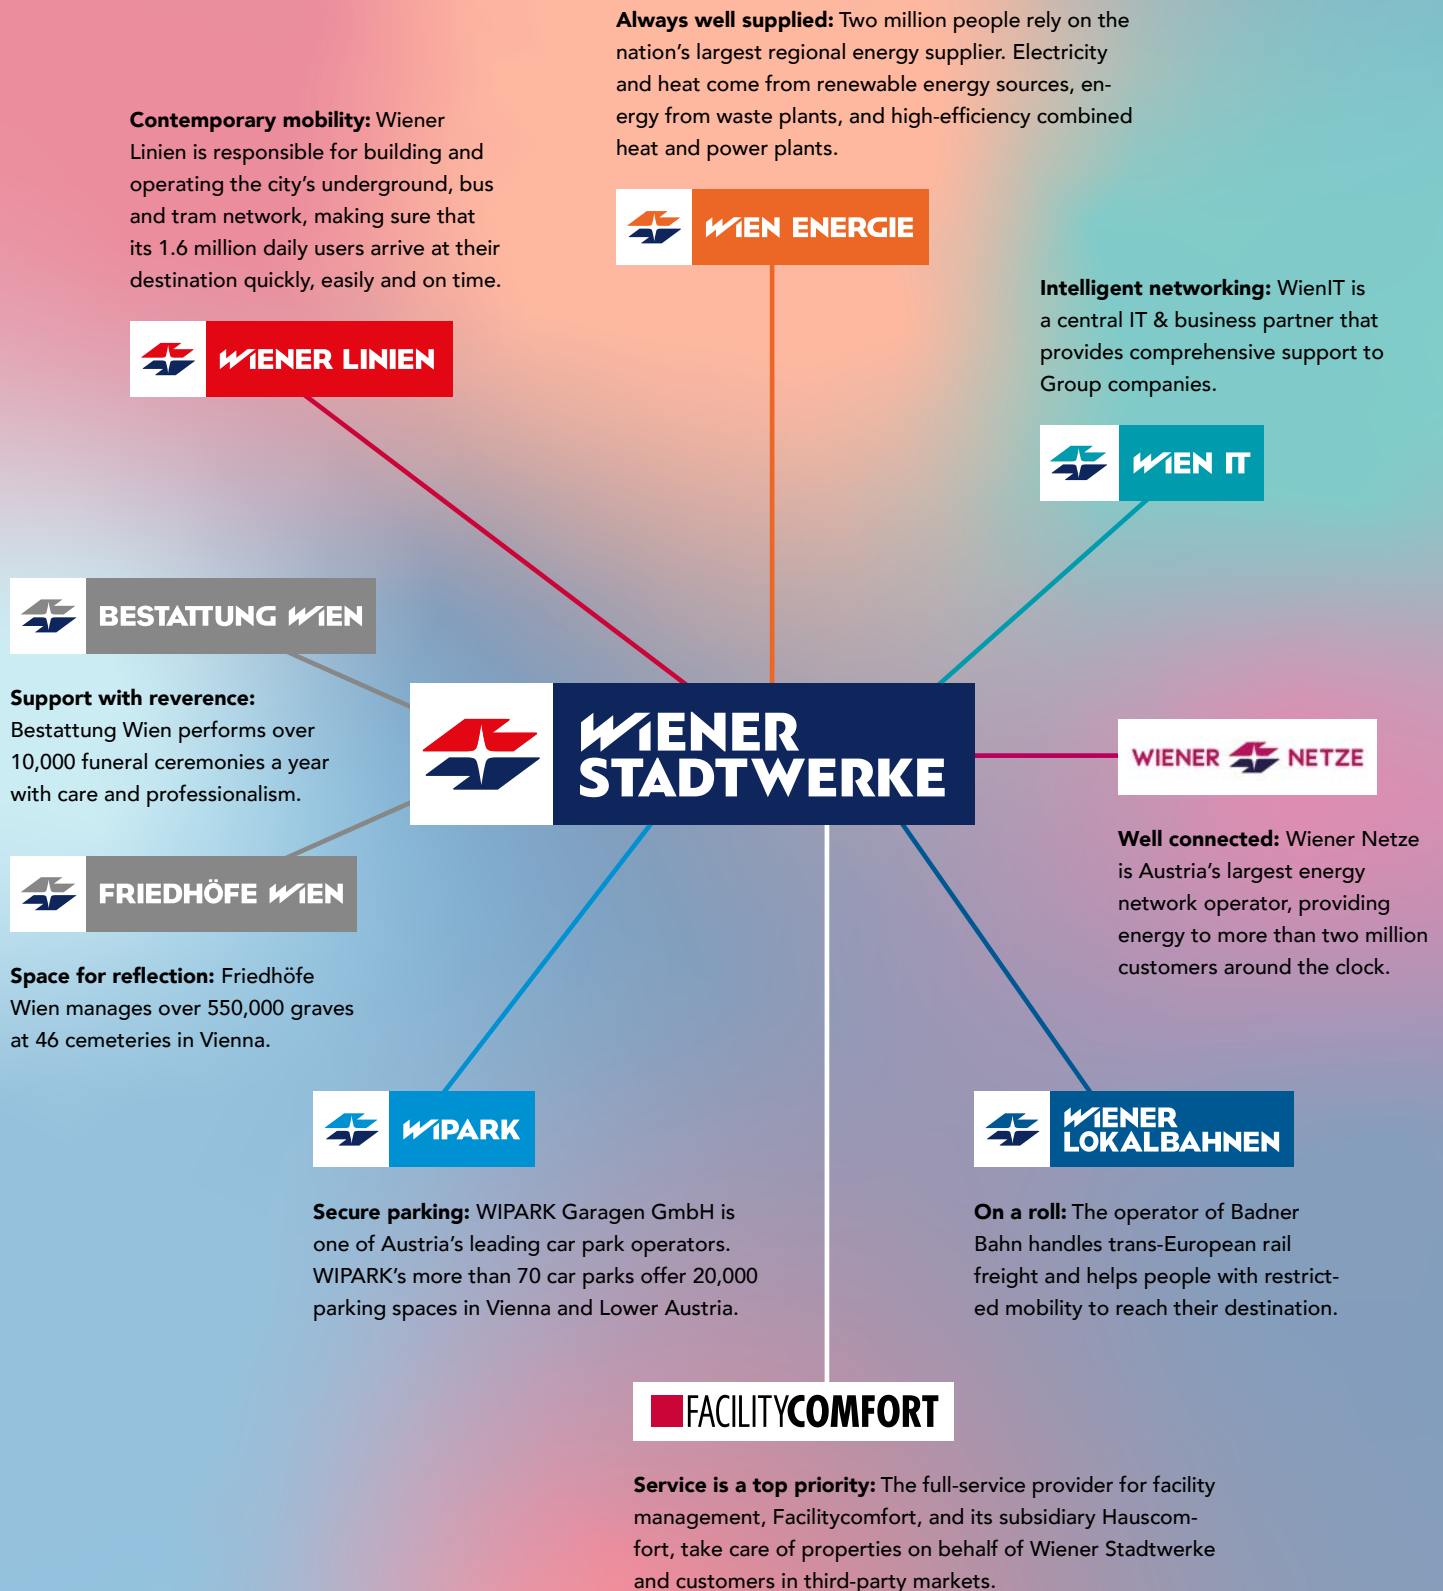 Always well supplied: Two million people rely on the
nation’s largest regional energy supplier. Electricity
and heat come from renewable energy sources, en-
ergy from waste plants, and high-efficiency combined
heat and power plants.
WIEN ENERGIE
Contemporary mobility: Wiener
Linien is responsible for building and
operating the city’s underground, bus
and tram network, making sure that
its 1.6 million daily users arrive at their
destination quickly, easily and on time.
WIENER LINIEN
Intelligent networking: WienIT is
a central IT & business partner that
provides comprehensive support to
Group companies.
WIEN IT
BESTATTUNG WIEN
Support with reverence:
Bestattung Wien performs over
10,000 funeral ceremonies a year
with care and professionalism.
WIENER
STADTWERKE
WIENER NETZE
Well connected: Wiener Netze
is Austria’s largest energy
network operator, providing
energy to more than two million
customers around the clock.
FRIEDHÖFE WIEN
Space for reflection: Friedhöfe
Wien manages over 550,000 graves
at 46 cemeteries in Vienna.
WIPARK
Secure parking: WIPARK Garagen GmbH is
one of Austria’s leading car park operators.
WIPARK’s more than 70 car parks offer 20,000
parking spaces in Vienna and Lower Austria.
WIENER
LOKALBAHNEN
On a roll: The operator of Badner
Bahn handles trans-European rail
freight and helps people with restrict-
ed mobility to reach their destination.
FACILITYCOMFORT
Service is a top priority: The full-service provider for facility
management, Facilitycomfort, and its subsidiary Hauscom-
fort, take care of properties on behalf of Wiener Stadtwerke
and customers in third-party markets.